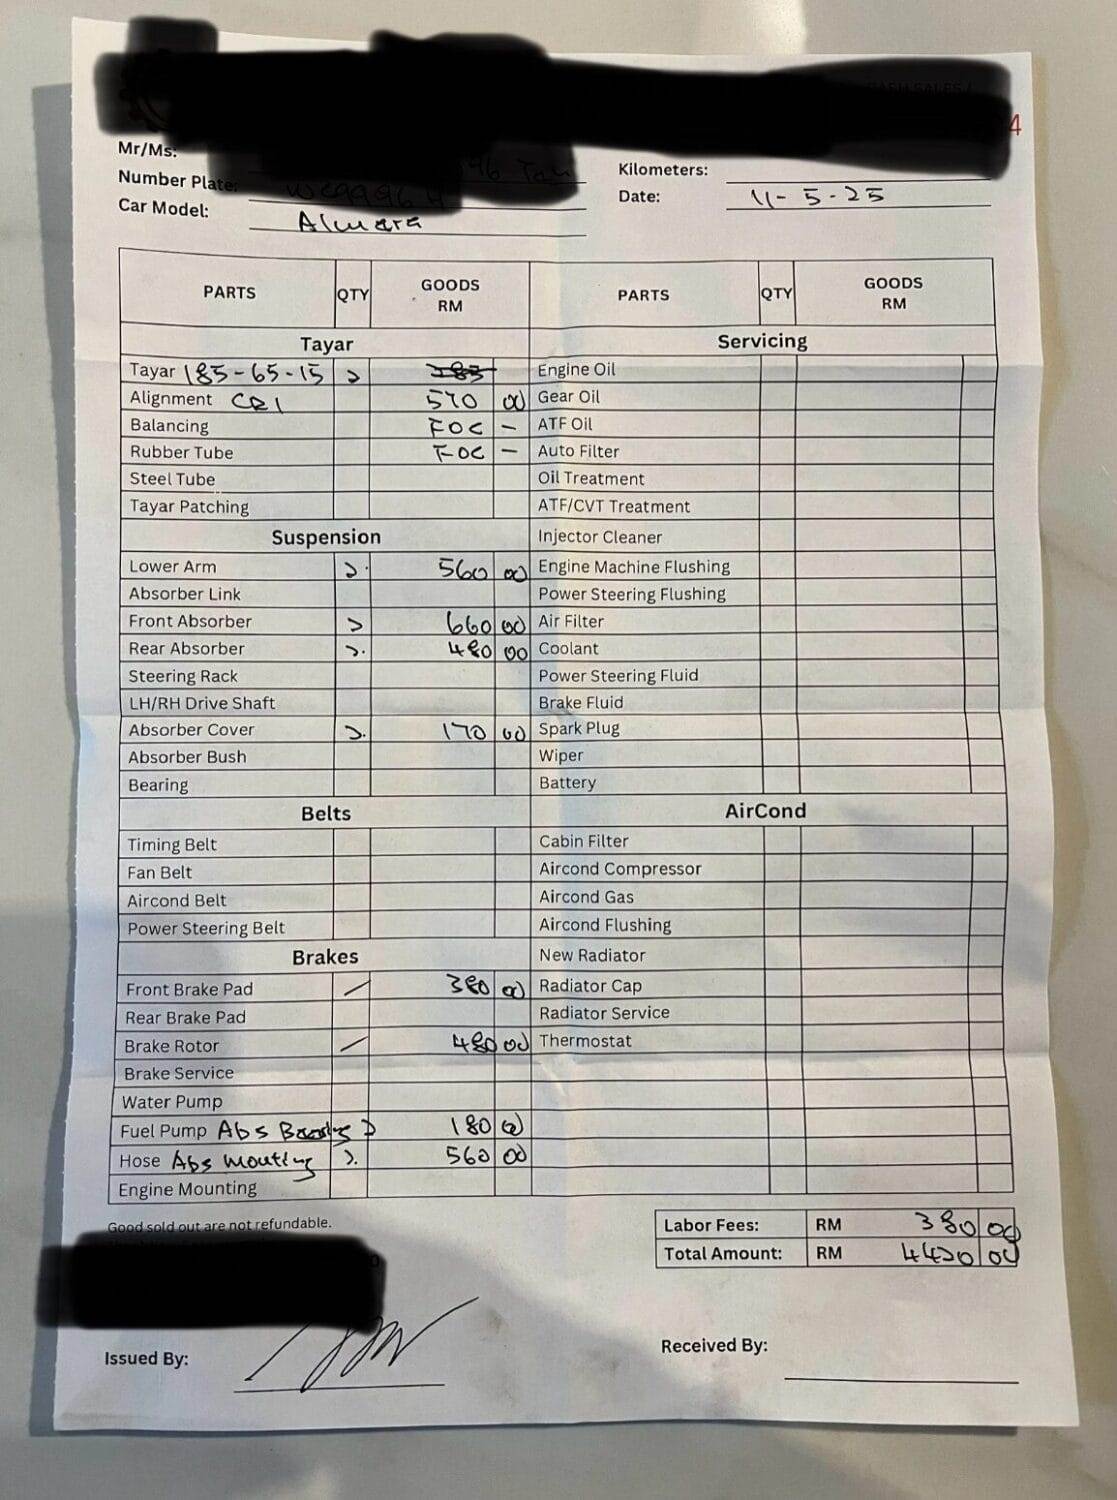 Mr/Ms:
Number Plate:
Car Model: Almera
Kilometers:
Date: 11-5-25
PARTS QTY GOODS RM PARTS QTY GOODS RM
Tayar Servicing
Tayar 185-65-15 2 Engine Oil
Alignment CR1 570 00 Gear Oil
Balancing FOC - ATF Oil
Rubber Tube FOC - Auto Filter
Steel Tube Oil Treatment
Tayar Patching ATF/CVT Treatment
Suspension Injector Cleaner
Lower Arm 2. 560 00 Engine Machine Flushing
Absorber Link Power Steering Flushing
Front Absorber 2 660 00 Air Filter
Rear Absorber 2. 480 00 Coolant
Steering Rack Power Steering Fluid
LH/RH Drive Shaft Brake Fluid
Absorber Cover 2. 170 00 Spark Plug
Absorber Bush Wiper
Bearing Battery
Belts AirCond
Timing Belt Cabin Filter
Fan Belt Aircond Compressor
Aircond Belt Aircond Gas
Power Steering Belt Aircond Flushing
Brakes New Radiator
Front Brake Pad / 380 00 Radiator Cap
Rear Brake Pad Radiator Service
Brake Rotor / 480 00 Thermostat
Brake Service
Water Pump
Fuel Pump Abs 2 180 00
Hose Abs Mouting 2. 560 00
Engine Mounting
Good sold out are not refundable.
Labor Fees: RM 380 00
Total Amount: RM 4420 00
Issued By:
Received By: